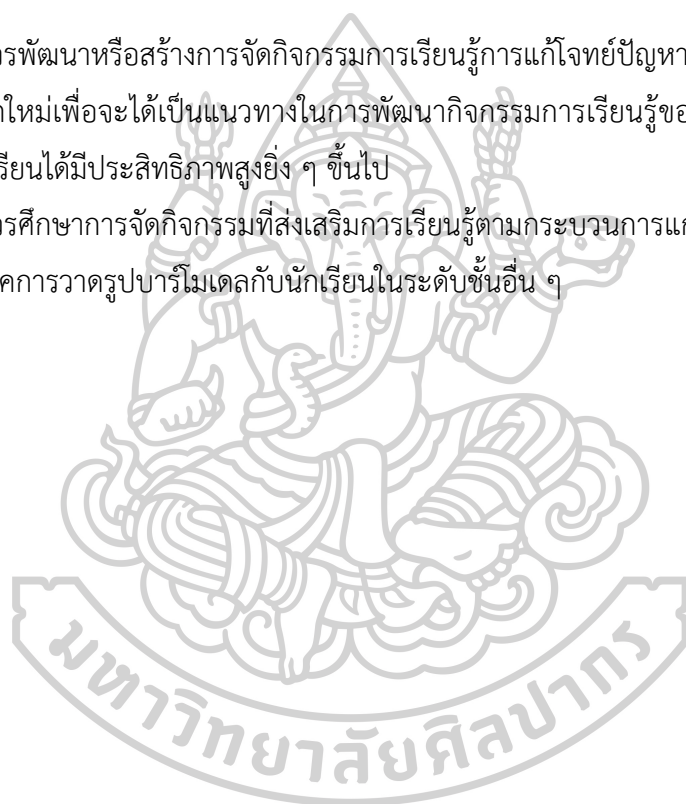 รพัฒนาหรือสร้างการจัดกิจกรรมการเรียนรู้การแก้โจทย์ปัญหา
ใหม่เพื่อจะได้เป็นแนวทางในการพัฒนากิจกรรมการเรียนรู้ของ
รียนได้มีประสิทธิภาพสูงยิ่ง ๆ ขึ้นไป
รศึกษาการจัดกิจกรรมที่ส่งเสริมการเรียนรู้ตามกระบวนการแก
คการวาดรูปบาร์โมเดลกับนักเรียนในระดับชั้นอื่น ๆ
มหาวิทยาลัยศิลปากร